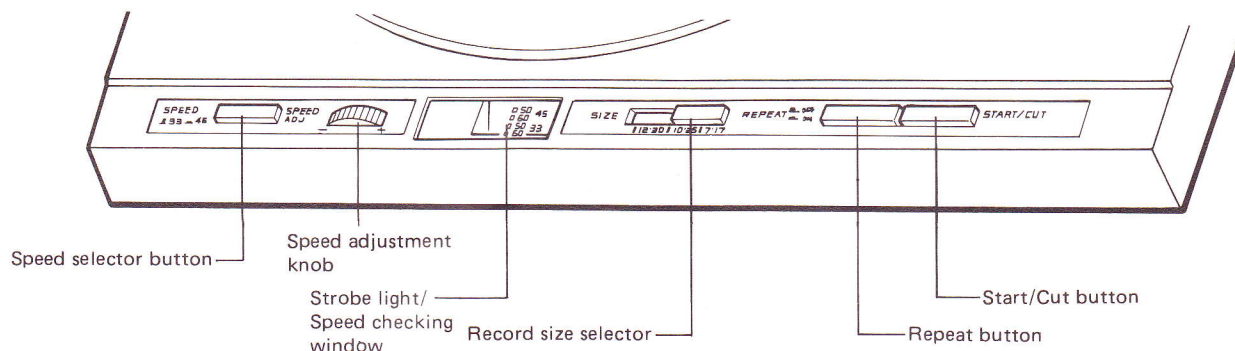 SPEED
33 45
SPEED
ADJ
- +
50 45
60
50 33
60
SIZE
12:30 10:25 7:17
REPEAT
START/CUT
Speed selector button
Speed adjustment
knob
Strobe light/
Speed checking
window
Record size selector
Repeat button
Start/Cut button